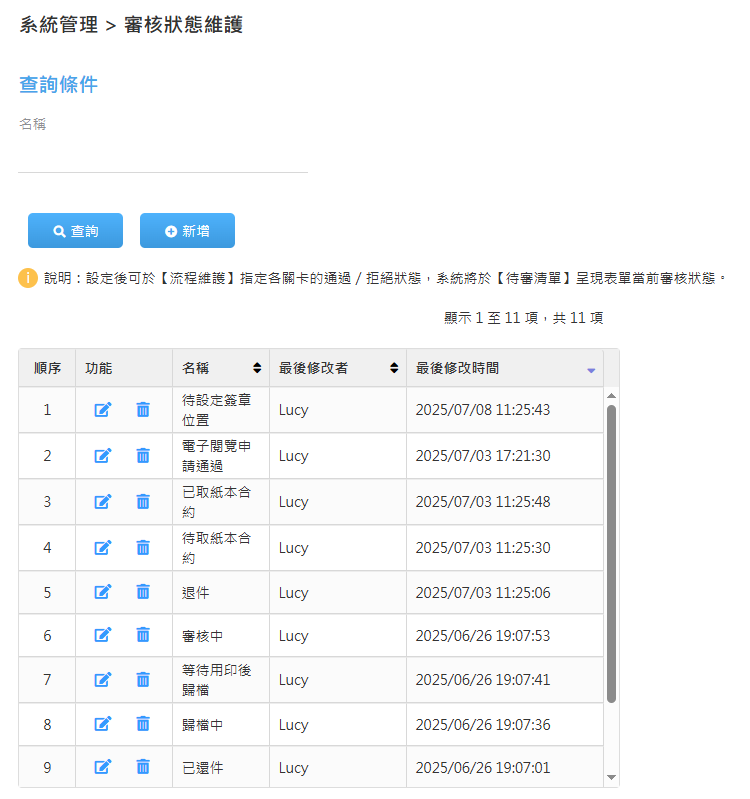 系統管理 > 審核狀態維護
查詢條件
名稱
查詢 新增
說明：設定後可於【流程維護】指定各關卡的通過 / 拒絕狀態，系統將於【待審清單】呈現表單當前審核狀態。
顯示 1 至 11 項，共 11 項
順序 功能 名稱 最後修改者 最後修改時間
1 待設定簽章位置 Lucy 2025/07/08 11:25:43
2 電子閱覽申請通過 Lucy 2025/07/03 17:21:30
3 已取紙本合約 Lucy 2025/07/03 11:25:48
4 待取紙本合約 Lucy 2025/07/03 11:25:30
5 退件 Lucy 2025/07/03 11:25:06
6 審核中 Lucy 2025/06/26 19:07:53
7 等待用印後歸檔 Lucy 2025/06/26 19:07:41
8 歸檔中 Lucy 2025/06/26 19:07:36
9 已還件 Lucy 2025/06/26 19:07:01